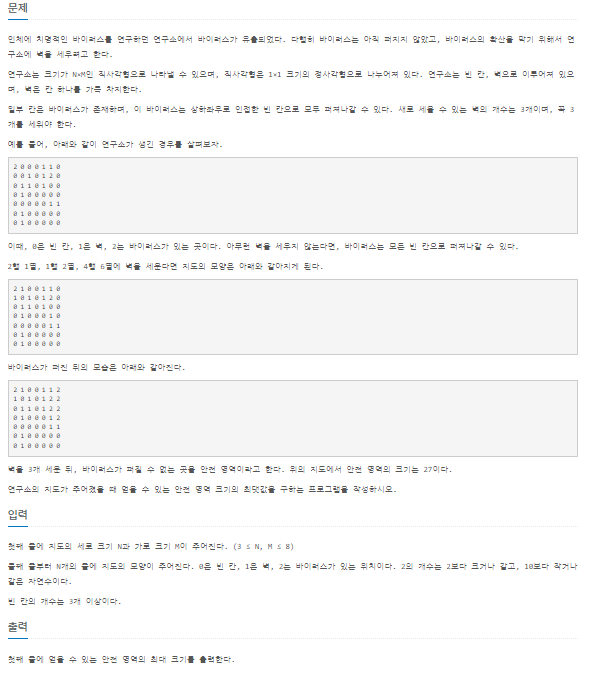 문제
인체에 치명적인 바이러스를 연구하던 연구소에서 바이러스가 유출되었다. 다행히 바이러스는 아직 퍼지지 않았고, 바이러스의 확산을 막기 위해서 연
구소에 벽을 세우려고 한다.
연구소는 크기가 N×M인 직사각형으로 나타낼 수 있으며, 직사각형은 1×1 크기의 정사각형으로 나누어져 있다. 연구소는 빈 칸, 벽으로 이루어져 있으
며, 벽은 칸 하나를 가득 차지한다.
일부 칸은 바이러스가 존재하며, 이 바이러스는 상하좌우로 인접한 빈 칸으로 모두 퍼져나갈 수 있다. 새로 세울 수 있는 벽의 개수는 3개이며, 꼭 3
개를 세워야 한다.
예를 들어, 아래와 같이 연구소가 생긴 경우를 살펴보자.
2 0 0 0 1 1 0
0 0 1 0 1 2 0
0 1 1 0 1 0 0
0 1 0 0 0 0 0
0 0 0 0 0 1 1
0 1 0 0 0 0 0
0 1 0 0 0 0 0
이때, 0은 빈 칸, 1은 벽, 2는 바이러스가 있는 곳이다. 아무런 벽을 세우지 않는다면, 바이러스는 모든 빈 칸으로 퍼져나갈 수 있다.
2행 1열, 1행 2열, 4행 6열에 벽을 세운다면 지도의 모양은 아래와 같아지게 된다.
2 1 0 0 1 1 0
1 0 1 0 1 2 0
0 1 1 0 1 0 0
0 1 0 0 0 1 0
0 0 0 0 0 1 1
0 1 0 0 0 0 0
0 1 0 0 0 0 0
바이러스가 퍼진 뒤의 모습은 아래와 같아진다.
2 1 0 0 1 1 2
1 0 1 0 1 2 2
0 1 1 0 1 2 2
0 1 0 0 0 1 2
0 0 0 0 0 1 1
0 1 0 0 0 0 0
0 1 0 0 0 0 0
벽을 3개 세운 뒤, 바이러스가 퍼질 수 없는 곳을 안전 영역이라고 한다. 위의 지도에서 안전 영역의 크기는 27이다.
연구소의 지도가 주어졌을 때 얻을 수 있는 안전 영역 크기의 최댓값을 구하는 프로그램을 작성하시오.
입력
첫째 줄에 지도의 세로 크기 N과 가로 크기 M이 주어진다. (3 ≤ N, M ≤ 8)
둘째 줄부터 N개의 줄에 지도의 모양이 주어진다. 0은 빈 칸, 1은 벽, 2는 바이러스가 있는 위치이다. 2의 개수는 2보다 크거나 같고, 10보다 작거나
같은 자연수이다.
빈 칸의 개수는 3개 이상이다.
출력
첫째 줄에 얻을 수 있는 안전 영역의 최대 크기를 출력한다.